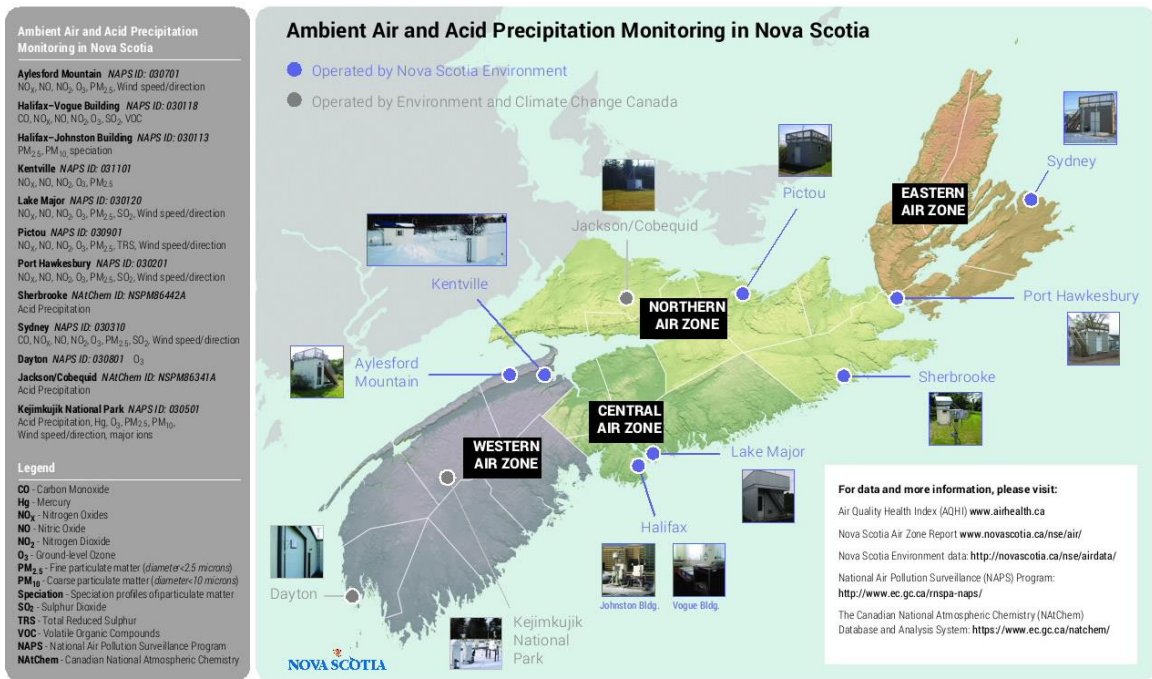 Ambient Air and Acid Precipitation
Monitoring in Nova Scotia
Aylesford Mountain NAPS ID: 030701
NOX, NO, NO2, O3, PM2.5, Wind speed/direction
Halifax–Vogue Building NAPS ID: 030118
CO, NOX, NO, NO2, O3, SO2, VOC
Halifax–Johnston Building NAPS ID: 030113
PM2.5, PM10, speciation
Kentville NAPS ID: 031101
NOX, NO, NO2, O3, PM2.5
Lake Major NAPS ID: 030120
NOX, NO, NO2, O3, PM2.5, SO2, Wind speed/direction
Pictou NAPS ID: 030901
NOX, NO, NO2, O3, PM2.5, TRS, Wind speed/direction
Port Hawkesbury NAPS ID: 030201
NOX, NO, NO2, O3, PM2.5, SO2, Wind speed/direction
Sherbrooke NAtChem ID: NSPM86442A
Acid Precipitation
Sydney NAPS ID: 030310
CO, NOX, NO, NO2, O3, PM2.5, SO2, Wind speed/direction
Dayton NAPS ID: 030801 O3
Jackson/Cobequid NAtChem ID: NSPM86341A
Acid Precipitation
Kejimkujik National Park NAPS ID: 030501
Acid Precipitation, Hg, O3, PM2.5, PM10,
Wind speed/direction, major ions
Legend
CO - Carbon Monoxide
Hg - Mercury
NOX - Nitrogen Oxides
NO - Nitric Oxide
NO2 - Nitrogen Dioxide
O3 - Ground-level Ozone
PM2.5 - Fine particulate matter (diameter<2.5 microns)
PM10 - Coarse particulate matter (diameter<10 microns)
Speciation - Speciation profiles of particulate matter
SO2 - Sulphur Dioxide
TRS - Total Reduced Sulphur
VOC - Volatile Organic Compounds
NAPS - National Air Pollution Surveillance Program
NAtChem - Canadian National Atmospheric Chemistry
Ambient Air and Acid Precipitation Monitoring in Nova Scotia
Operated by Nova Scotia Environment
Operated by Environment and Climate Change Canada
Sydney
Pictou
EASTERN
AIR ZONE
Jackson/Cobequid
Kentville
Port Hawkesbury
NORTHERN
AIR ZONE
Aylesford
Mountain
Sherbrooke
CENTRAL
AIR ZONE
WESTERN
AIR ZONE
Lake Major
Halifax
Johnston Bldg.
Vogue Bldg.
Dayton
Kejimkujik
National
Park
NOVA SCOTIA
For data and more information, please visit:
Air Quality Health Index (AQHI) www.airhealth.ca
Nova Scotia Air Zone Report www.novascotia.ca/nse/air/
Nova Scotia Environment data: http://novascotia.ca/nse/airdata/
National Air Pollution Surveillance (NAPS) Program:
http://www.ec.gc.ca/rnspa-naps/
The Canadian National Atmospheric Chemistry (NAtChem)
Database and Analysis System: https://www.ec.gc.ca/natchem/